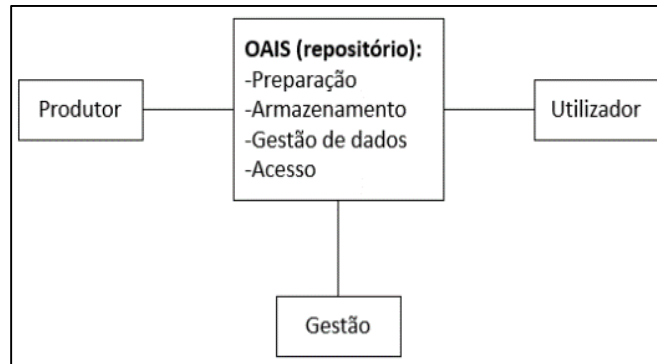 OAIS (repositório):
-Preparação
-Armazenamento
-Gestão de dados
-Acesso
Produtor
Utilizador
Gestão